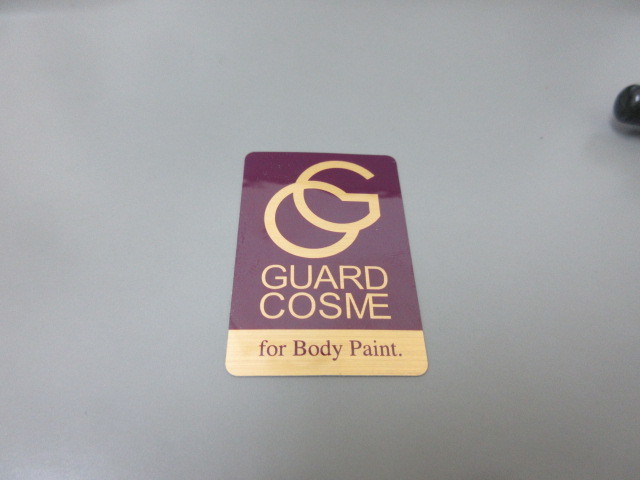 GUARD
COSME
for Body Paint.